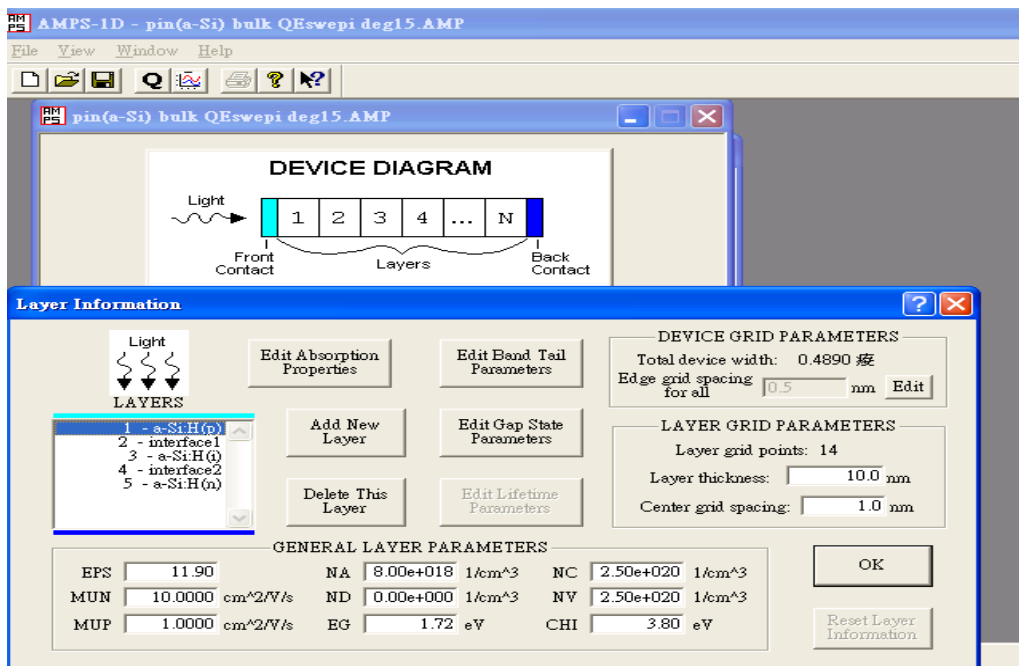 AMPS
AMPS-1D - pin(a-Si) bulk QEswepi deg15.AMP
File View Window Help
Q
AMPS
pin(a-Si) bulk QEswepi deg15.AMP
DEVICE DIAGRAM
Light
1 2 3 4 ... N
Front Contact
Layers
Back Contact
Layer Information
Light
LAYERS
1 - a-Si:H(p)
2 - interface1
3 - a-Si:H(i)
4 - interface2
5 - a-Si:H(n)
Edit Absorption
Properties
Edit Band Tail
Parameters
Add New
Layer
Edit Gap State
Parameters
Delete This
Layer
Edit Lifetime
Parameters
DEVICE GRID PARAMETERS
Total device width: 0.4890 瘓
Edge grid spacing
for all 0.5 nm Edit
LAYER GRID PARAMETERS
Layer grid points: 14
Layer thickness: 10.0 nm
Center grid spacing: 1.0 nm
GENERAL LAYER PARAMETERS
EPS 11.90 NA 8.00e+018 1/cm^3 NC 2.50e+020 1/cm^3
MUN 10.0000 cm^2/V/s ND 0.00e+000 1/cm^3 NV 2.50e+020 1/cm^3
MUP 1.0000 cm^2/V/s EG 1.72 eV CHI 3.80 eV
OK
Reset Layer
Information